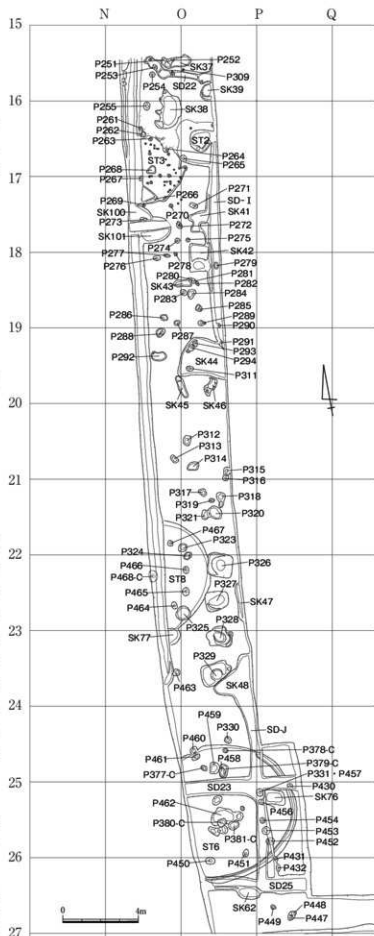 N O P Q
15
P251 P252
P253 SK37
P309
P254 SD22
SK39
16
P255 SK38
P261
P262 ST2
P263
P264
ST3 P265
P268
17
P267
P266 P271
P269 SD-I
SK100 SK41
P270
P273 P272
SK101 P275
18
P274 SK42
P277 P279
P276 P278
P280 P281
SK43 P282
P283 P284
P285
P286 P289
19
P287 P290
P288
P291
P292 P293
SK44 P294
P311
20
SK45 SK46
P312
P313
P314
21
P315
P316
P317 P318
P319
P321 P320
22
P467
P323
P324
P466 P326
P468-C ST8
P465 P327
P464 SK47
23
P325 P328
SK77
P329
P463 SK48
24
P459
P330 SD-J
P460 P458 P378-C
P461 P379-C
P377-C P331・P457
25
SD23 P430
SK76
P462 P456
P454
P380-C P453
P381-C P452
ST6
26
P450 P451 P431
P432
SD25
SK62 P448
P449 P447
0 4m
27